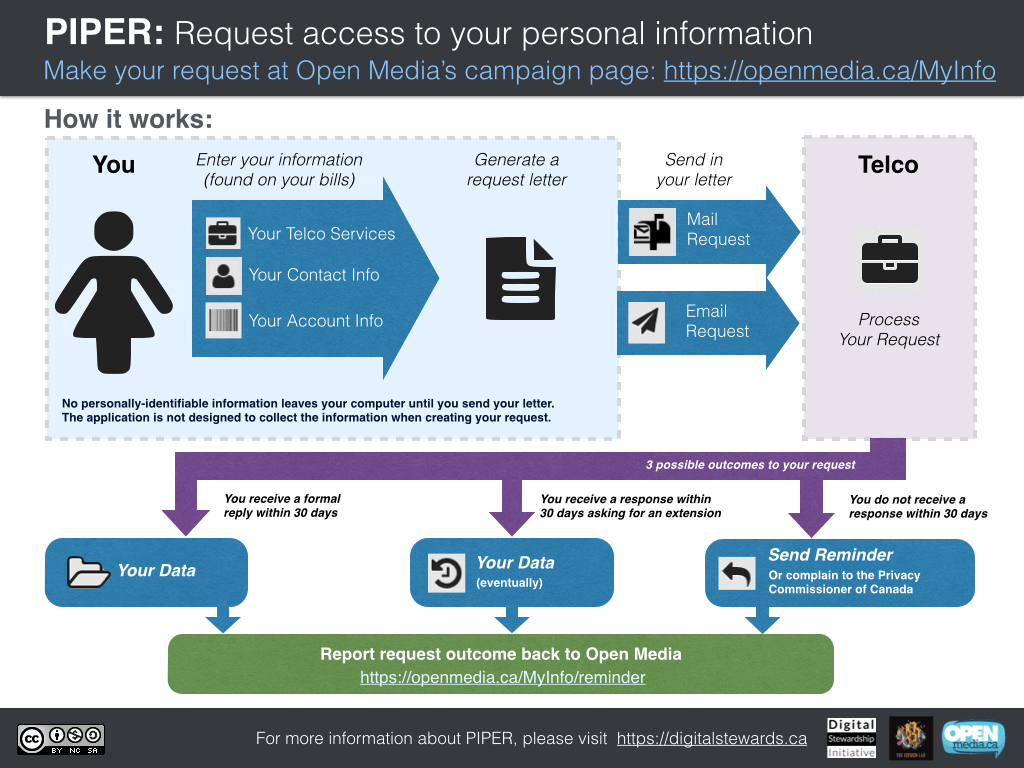 PIPER: Request access to your personal information
Make your request at Open Media's campaign page: https://openmedia.ca/MyInfo
How it works:
You
Enter your information
(found on your bills)
Generate a
request letter
Send in
your letter
Telco
Your Telco Services
Your Contact Info
Your Account Info
Mail
Request
Email
Request
Process
Your Request
No personally-identifiable information leaves your computer until you send your letter.
The application is not designed to collect the information when creating your request.
3 possible outcomes to your request
You receive a formal
reply within 30 days
You receive a response within
30 days asking for an extension
You do not receive a
response within 30 days
Your Data
Your Data
(eventually)
Send Reminder
Or complain to the Privacy
Commissioner of Canada
Report request outcome back to Open Media
https://openmedia.ca/MyInfo/reminder
cc
BY NC SA
For more information about PIPER, please visit https://digitalstewards.ca
Digital
Stewardship
Initiative
OPEN
media.ca